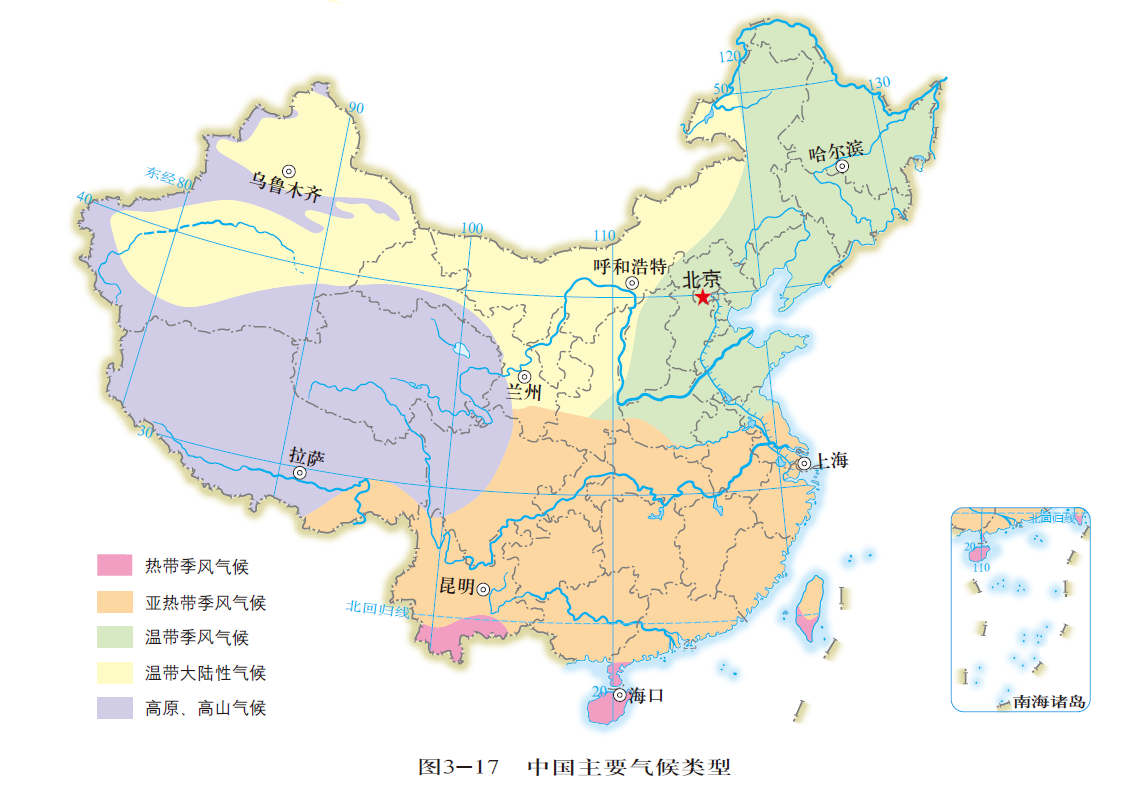 120
50
130
哈尔滨
90
乌鲁木齐
东经80
40
100
110
呼和浩特
北京
兰州
30
拉萨
上海
昆明
北回归线
20
海口
热带季风气候
亚热带季风气候
温带季风气候
温带大陆性气候
高原、高山气候
北回归线
20
110
南海诸岛
图3-17 中国主要气候类型